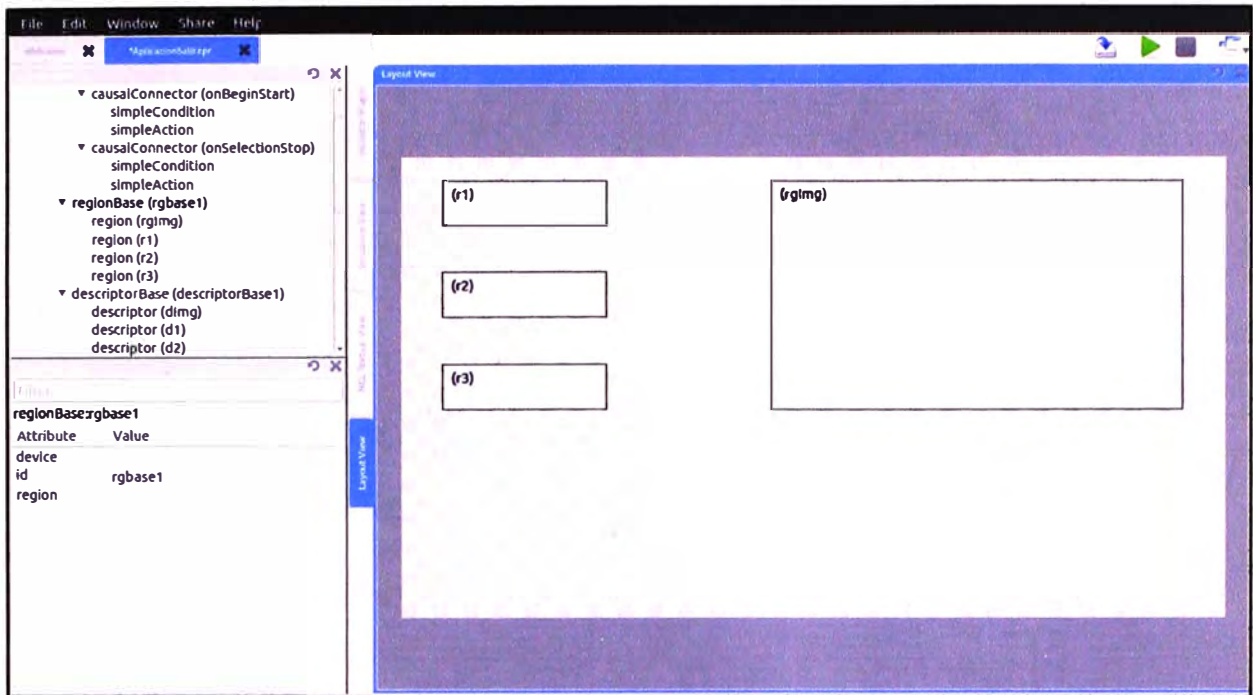 File Edit Window Share Help
Layout View
▾ causalConnector (onBeginStart)
simpleCondition
simpleAction
▾ causalConnector (onSelectionStop)
simpleCondition
simpleAction
▾ regionBase (rgbase1)
region (rgImg)
region (r1)
region (r2)
region (r3)
▾ descriptorBase (descriptorBase1)
descriptor (dImg)
descriptor (d1)
descriptor (d2)
regionBase:rgbase1
Attribute Value
device
id rgbase1
region
Layout View
(r1)
(r2)
(r3)
(rgImg)